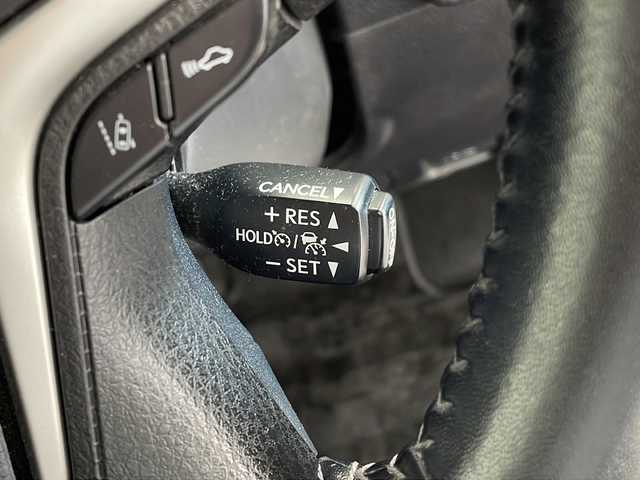 CANCEL▼
+ RES ▲
HOLD / ◄
− SET ▼